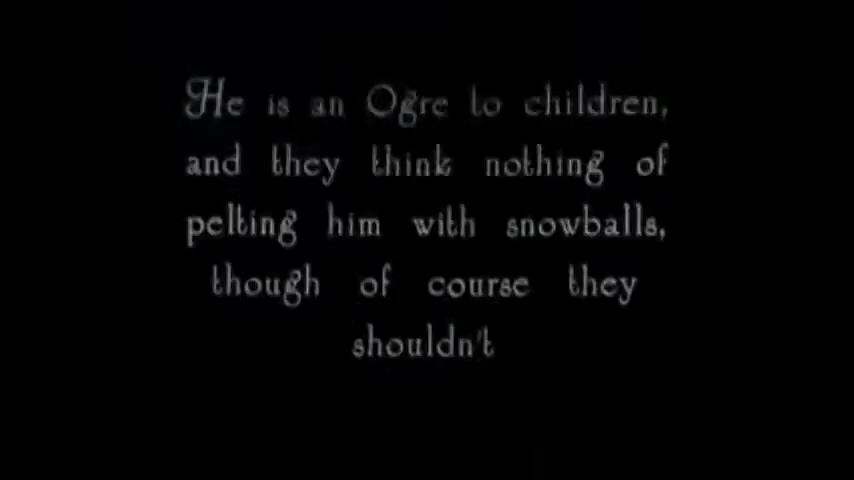 He is an Ogre to children,
and they think nothing of
pelting him with snowballs,
though of course they
shouldn't